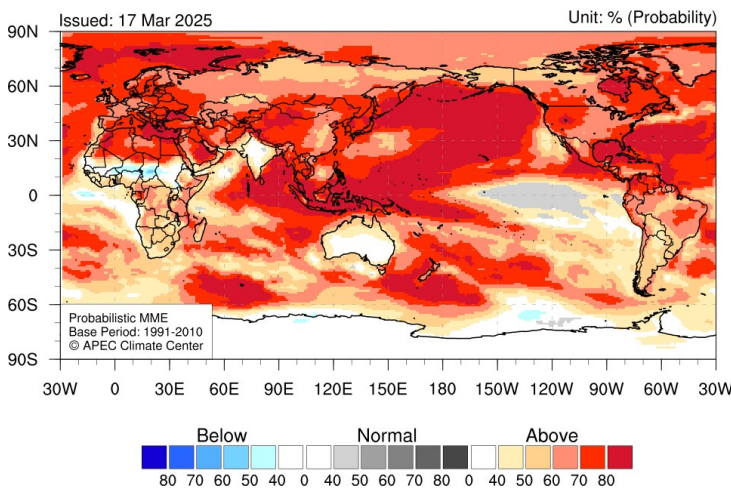 Issued: 17 Mar 2025 Unit: % (Probability)
90N
60N
30N
0
30S
60S
90S
Probabilistic MME
Base Period: 1991-2010
© APEC Climate Center
30W 0 30E 60E 90E 120E 150E 180 150W 120W 90W 60W 30W
Below Normal Above
80 70 60 50 40 0 40 50 60 70 80 0 40 50 60 70 80